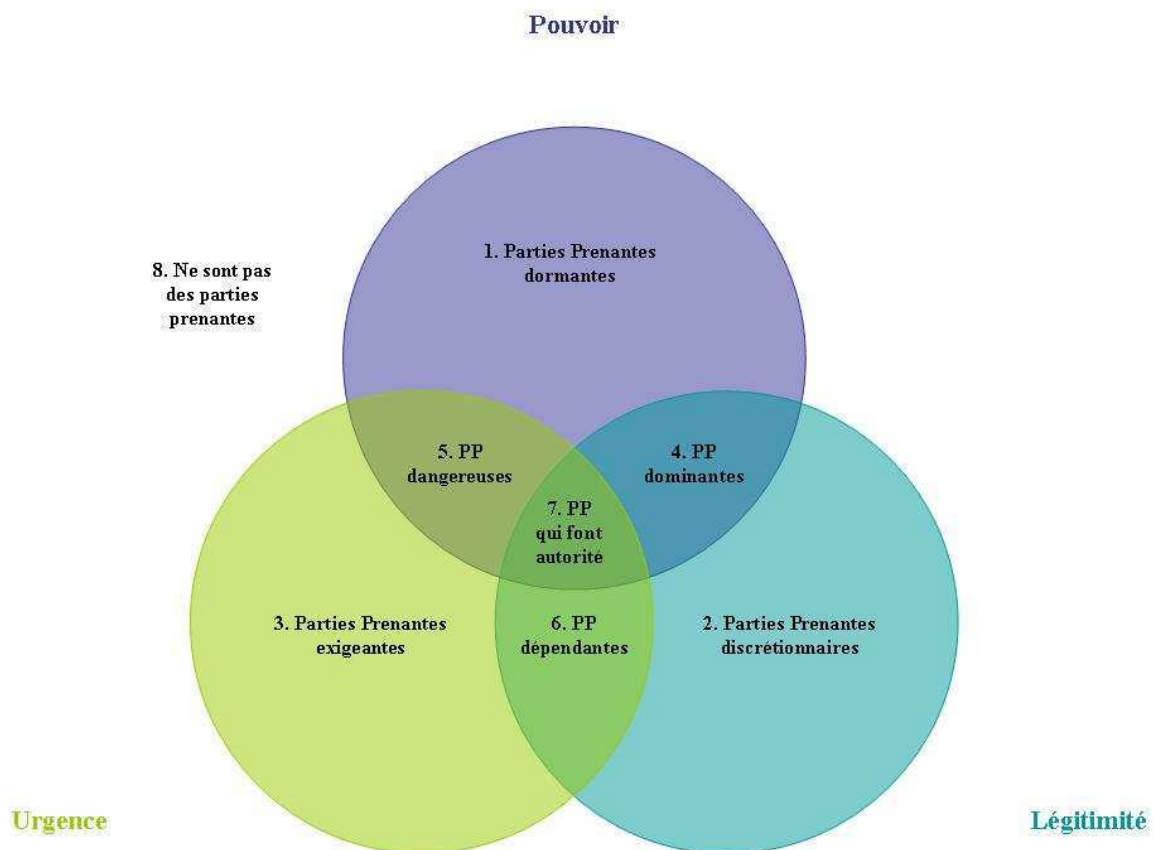 Pouvoir
1. Parties Prenantes
dormantes
8. Ne sont pas
des parties
prenantes
5. PP
dangereuses
4. PP
dominantes
7. PP
qui font
autorité
3. Parties Prenantes
exigeantes
6. PP
dépendantes
2. Parties Prenantes
discrétionnaires
Urgence
Légitimité